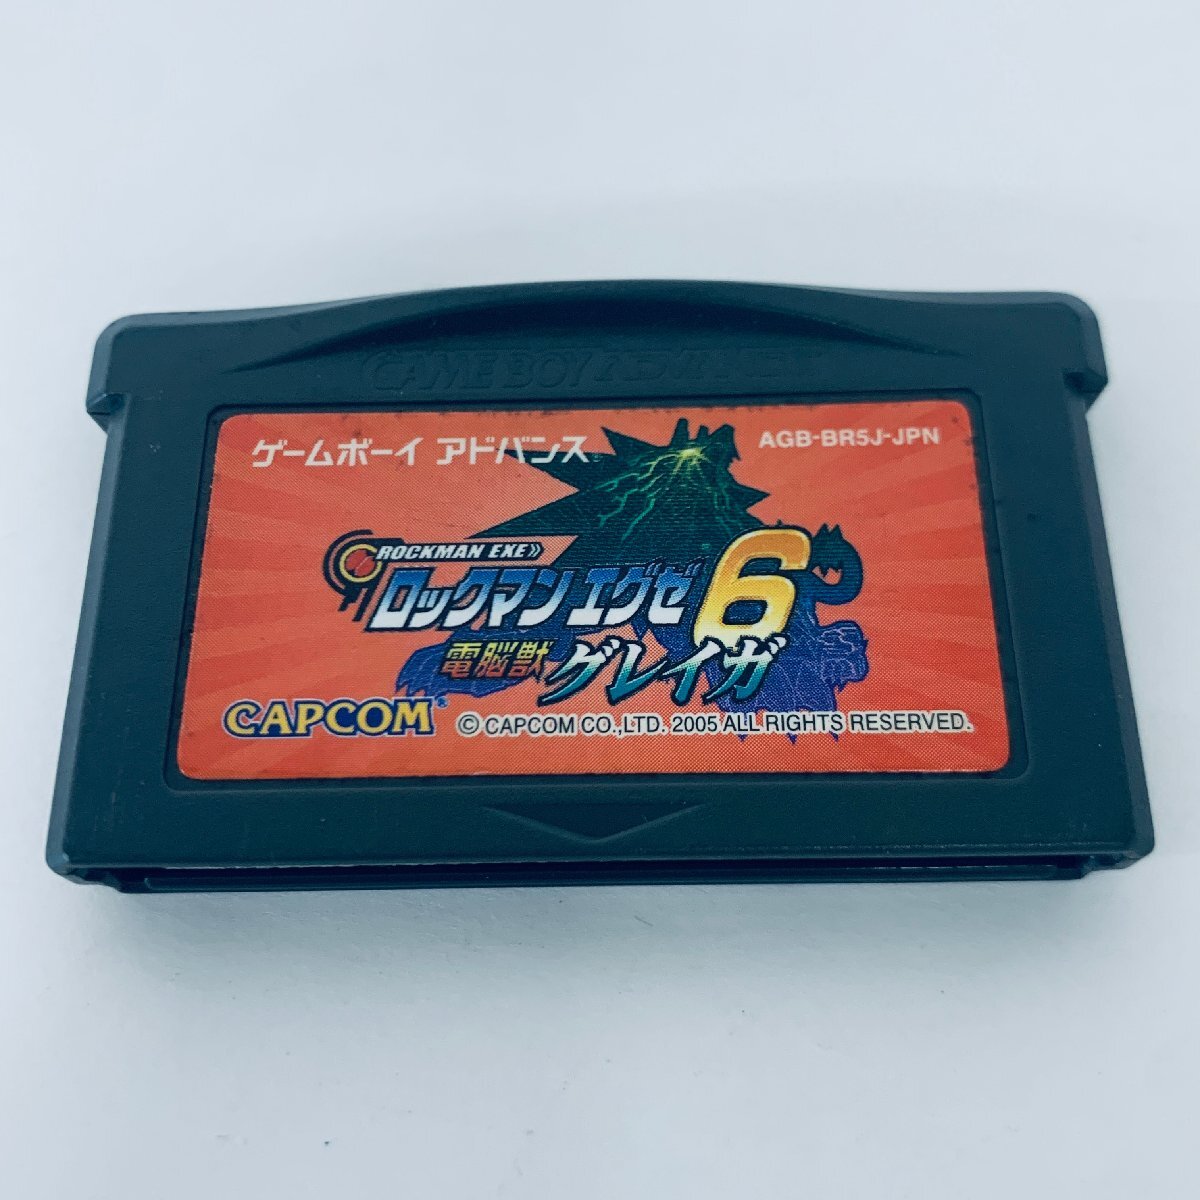 GAME BOY ADVANCE
ゲームボーイ アドバンス
AGB-BR5J-JPN
ROCKMAN EXE
ロックマン エグゼ6
電脳獣 グレイガ
CAPCOM®
© CAPCOM CO.,LTD. 2005 ALL RIGHTS RESERVED.